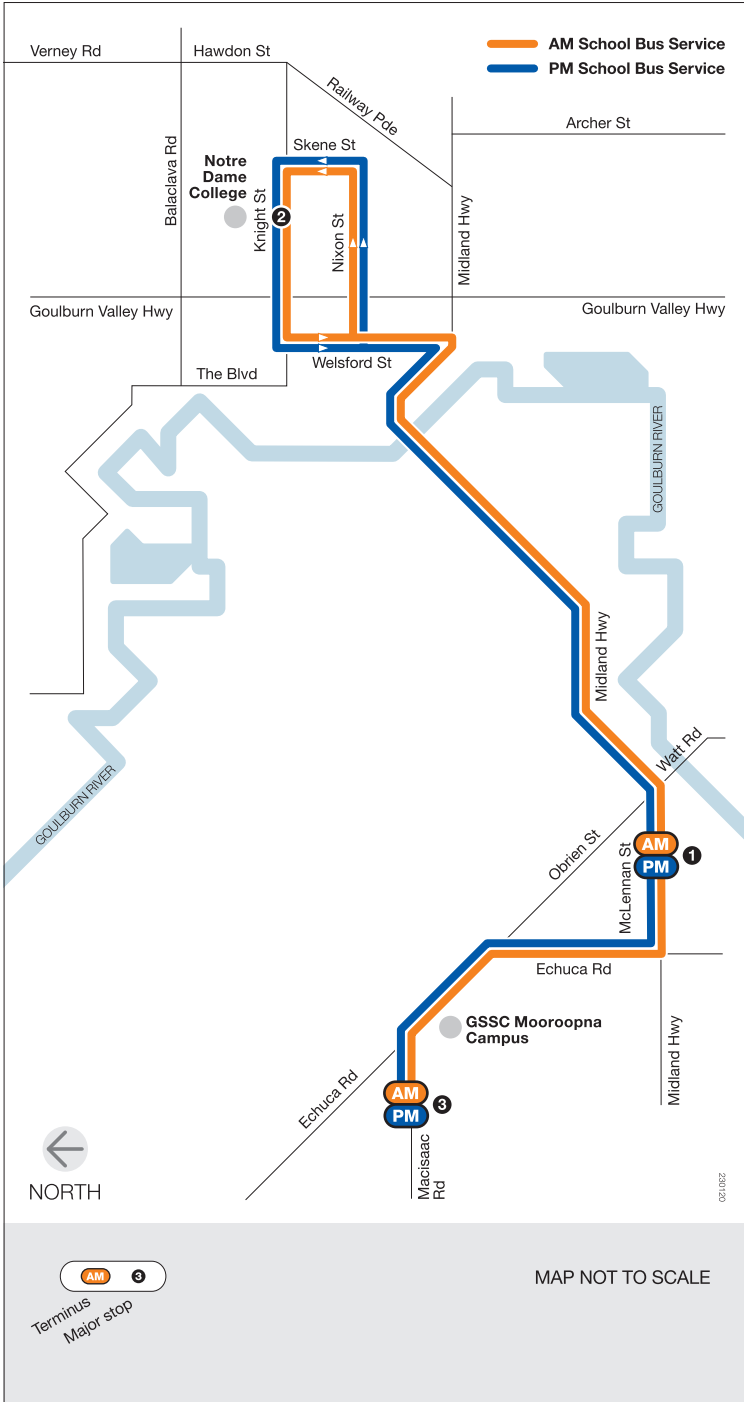 AM School Bus Service
PM School Bus Service
Verney Rd
Hawdon St
Railway Pde
Archer St
Skene St
Balaclava Rd
Notre
Dame
College
Knight St
2
Nixon St
Midland Hwy
Goulburn Valley Hwy
Goulburn Valley Hwy
Welsford St
The Blvd
GOULBURN RIVER
Midland Hwy
Watt Rd
GOULBURN RIVER
Obrien St
McLennan St
AM
PM
1
Echuca Rd
GSSC Mooroopna
Campus
Midland Hwy
Echuca Rd
AM
PM
3
Macisaac
Rd
NORTH
230120
AM
3
Terminus
Major stop
MAP NOT TO SCALE